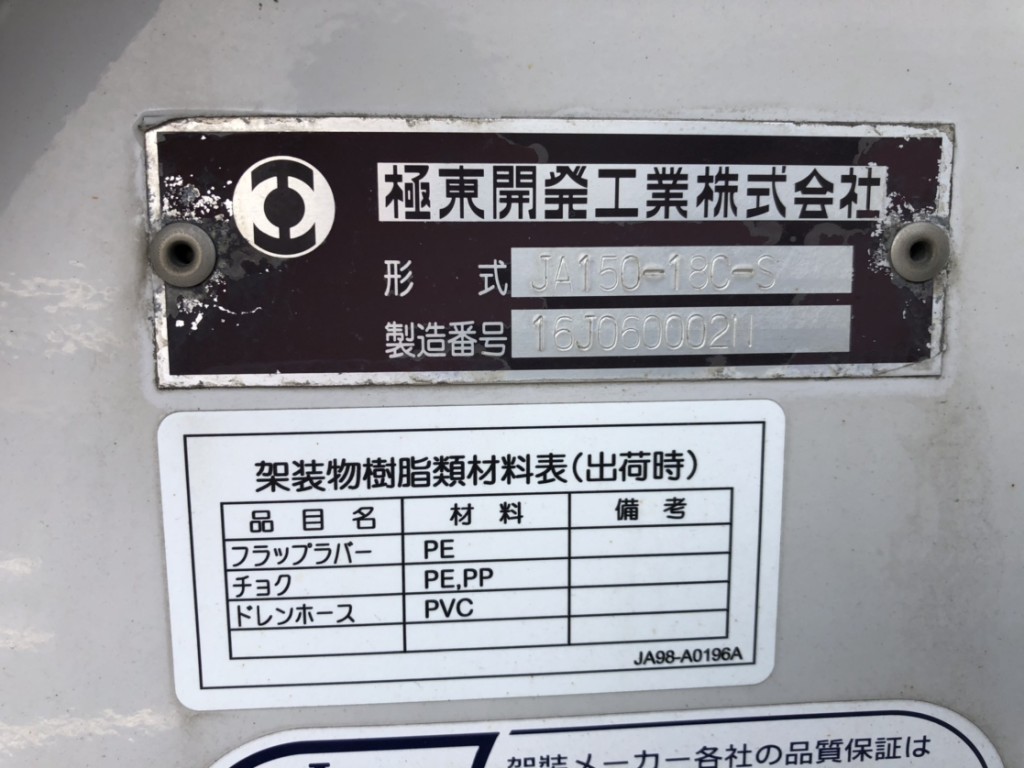 極東開発工業株式会社
形 式 JA150-18C-S
製造番号 16J060002
架装物樹脂類材料表(出荷時)
品目名 材料 備考
フラップラバー PE
チョク PE,PP
ドレンホース PVC
JA98-A0196A
架装メーカー各社の品質保証は